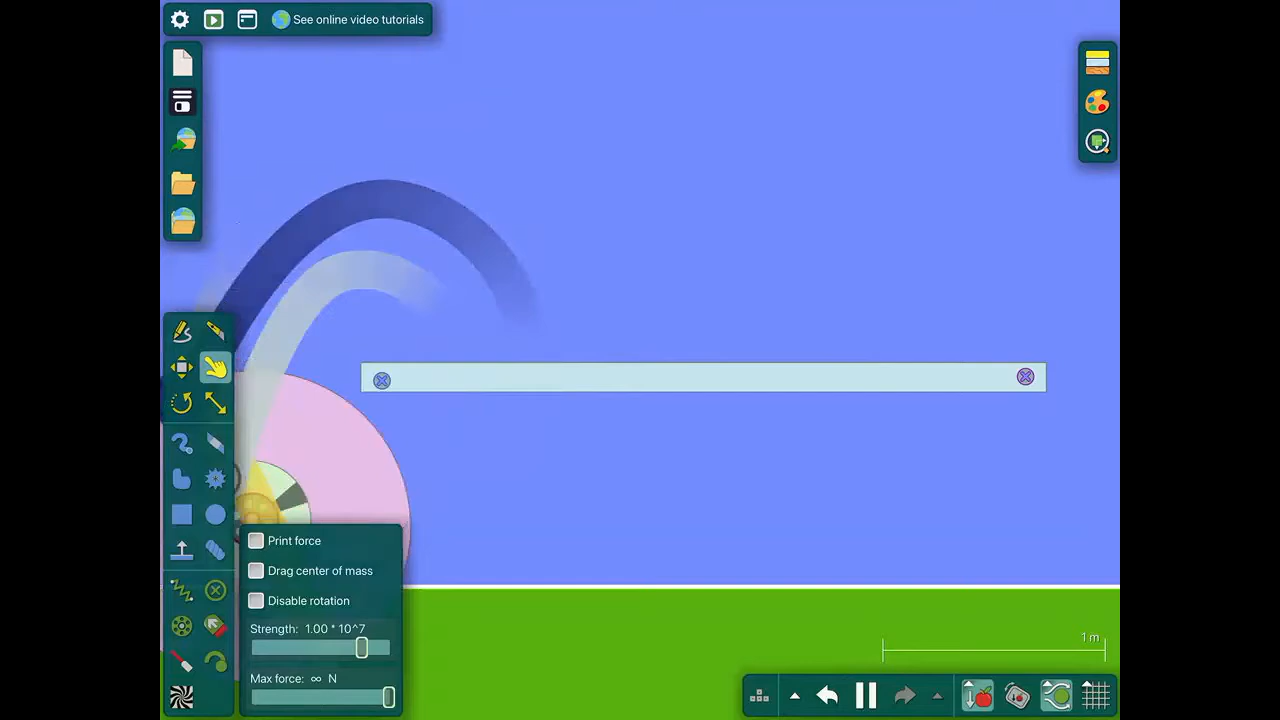 See online video tutorials
Print force
Drag center of mass
Disable rotation
Strength: 1.00 * 10^7
Max force: ∞ N
1 m